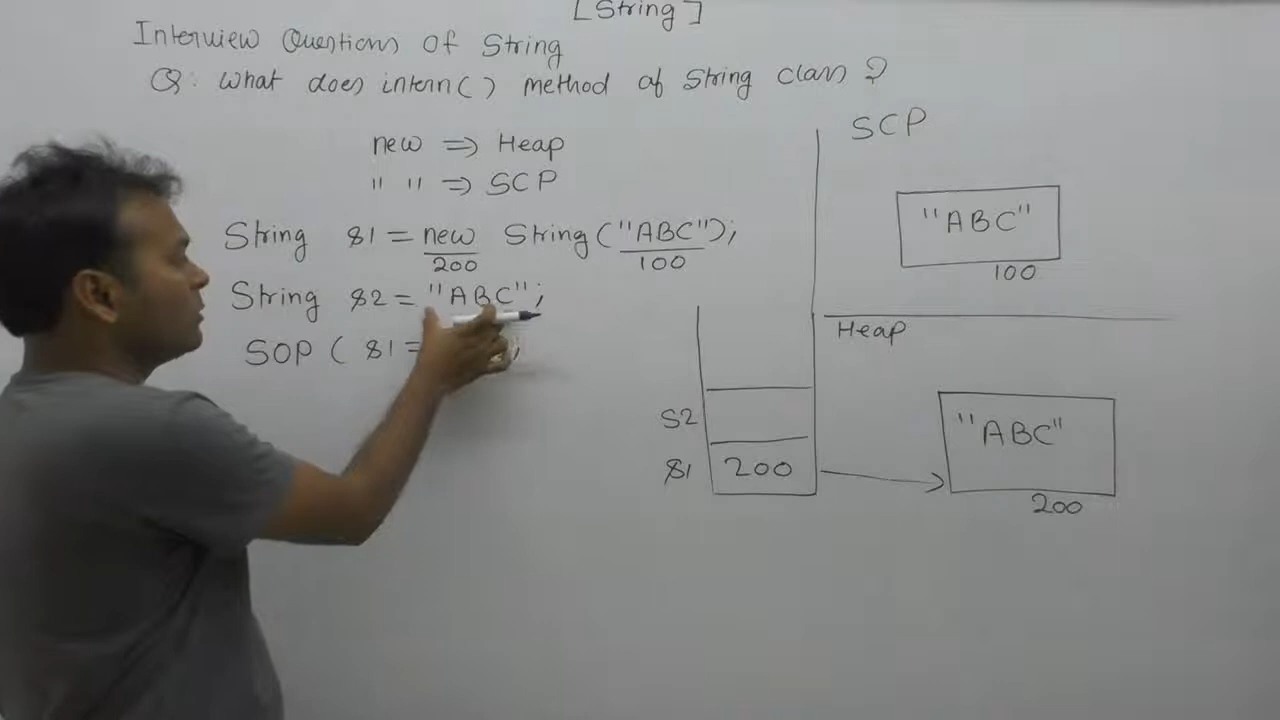 [String]
Interview Questions Of String
Q: What does intern() method of String class?
new => Heap
" " => SCP
String s1 = new String("ABC");
200 100
String s2 = "ABC";
SOP ( s1 = ;
SCP
"ABC"
100
Heap
"ABC"
200
S2
s1 200